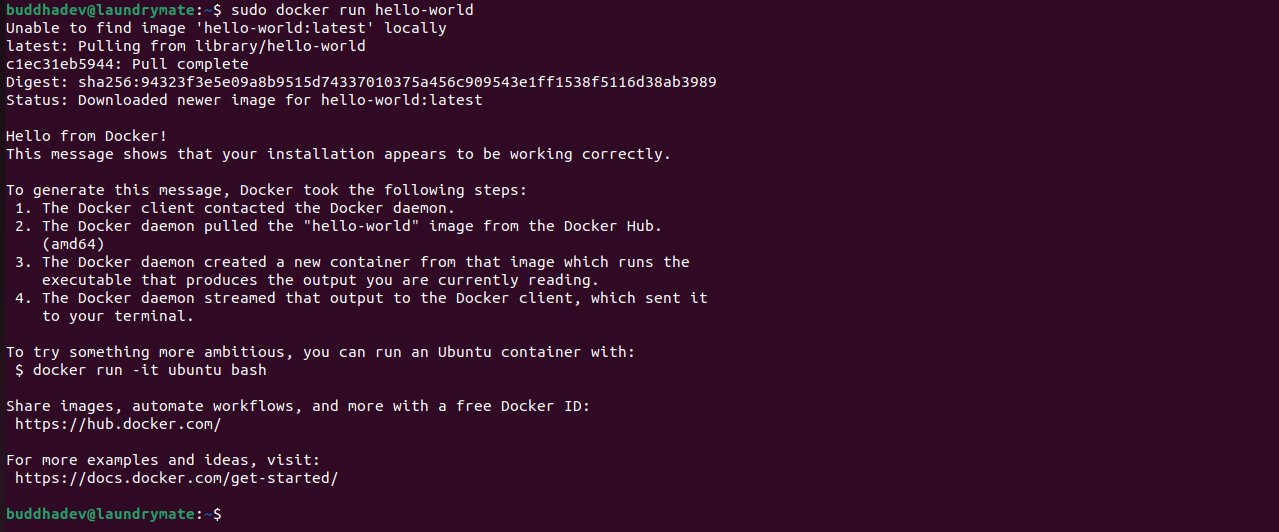 buddhadev@laundrymate:~$ sudo docker run hello-world
Unable to find image 'hello-world:latest' locally
latest: Pulling from library/hello-world
c1ec31eb5944: Pull complete
Digest: sha256:94323f3e5e09a8b9515d74337010375a456c909543e1ff1538f5116d38ab3989
Status: Downloaded newer image for hello-world:latest

Hello from Docker!
This message shows that your installation appears to be working correctly.

To generate this message, Docker took the following steps:
 1. The Docker client contacted the Docker daemon.
 2. The Docker daemon pulled the "hello-world" image from the Docker Hub.
    (amd64)
 3. The Docker daemon created a new container from that image which runs the
    executable that produces the output you are currently reading.
 4. The Docker daemon streamed that output to the Docker client, which sent it
    to your terminal.

To try something more ambitious, you can run an Ubuntu container with:
 $ docker run -it ubuntu bash

Share images, automate workflows, and more with a free Docker ID:
 https://hub.docker.com/

For more examples and ideas, visit:
 https://docs.docker.com/get-started/

buddhadev@laundrymate:~$